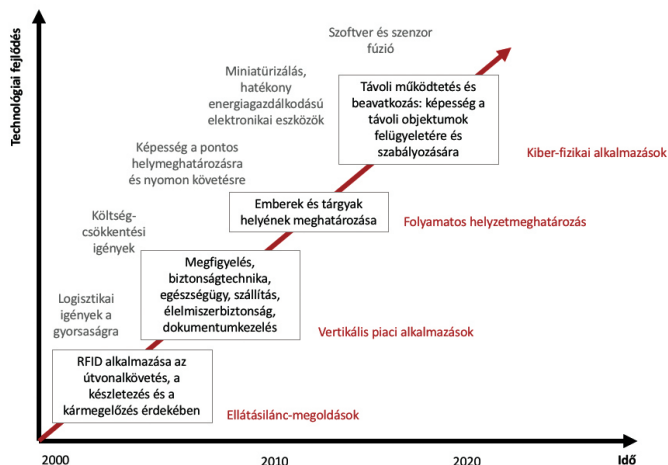 Technológiai fejlődés
Szoftver és szenzor
fúzió
Miniatürizálás,
hatékony
energiagazdálkodású
elektronikai eszközök
Távoli működtetés és
beavatkozás: képesség a
távoli objektumok
felügyeletére és
szabályozására
Kiber-fizikai alkalmazások
Képesség a pontos
helymeghatározásra
és nyomon követésre
Emberek és tárgyak
helyének meghatározása
Folyamatos helyzetmeghatározás
Költség-
csökkentési
igények
Megfigyelés,
biztonságtechnika,
egészségügy, szállítás,
élelmiszerbiztonság,
dokumentumkezelés
Vertikális piaci alkalmazások
Logisztikai
igények a
gyorsaságra
RFID alkalmazása az
útvonalkövetés, a
készletezés és a
kármegelőzés érdekében
Ellátásilánc-megoldások
2000
2010
2020
Idő